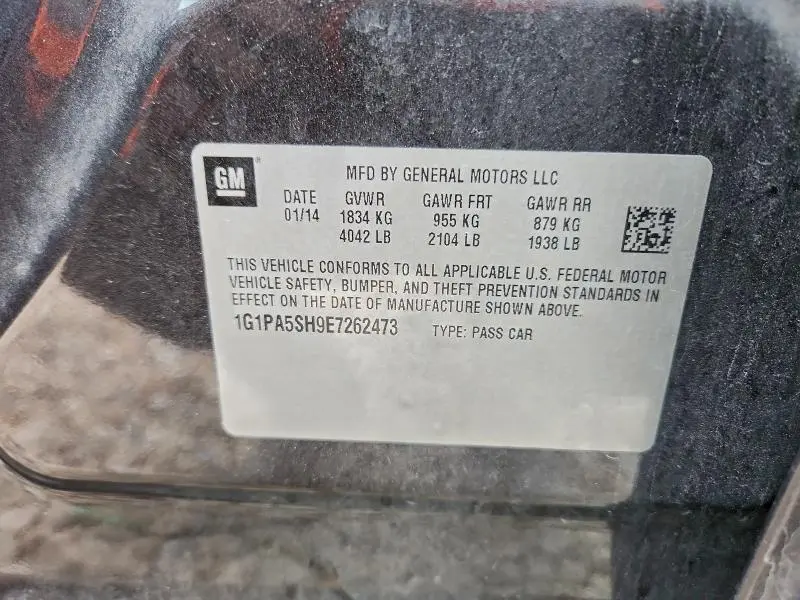 GM
MFD BY GENERAL MOTORS LLC
DATE GVWR GAWR FRT GAWR RR
01/14 1834 KG 955 KG 879 KG
4042 LB 2104 LB 1938 LB
THIS VEHICLE CONFORMS TO ALL APPLICABLE U.S. FEDERAL MOTOR
VEHICLE SAFETY, BUMPER, AND THEFT PREVENTION STANDARDS IN
EFFECT ON THE DATE OF MANUFACTURE SHOWN ABOVE.
1G1PA5SH9E7262473 TYPE: PASS CAR